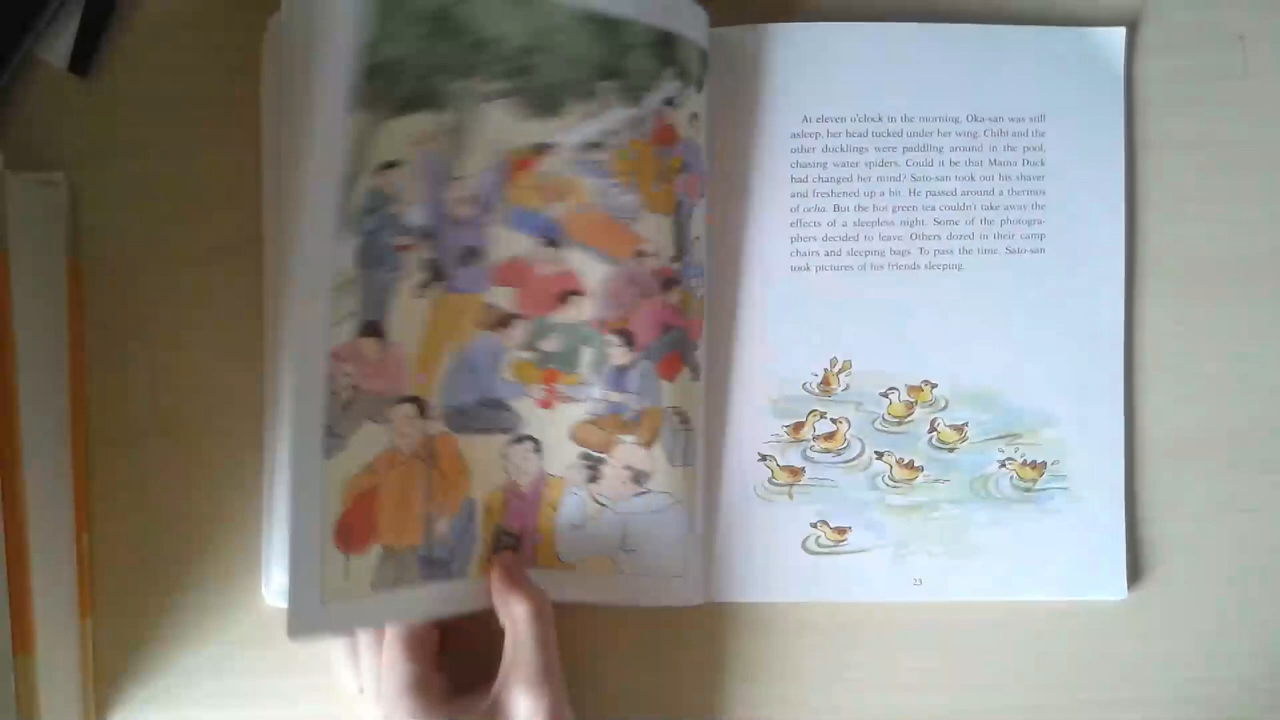 At eleven o'clock in the morning, Oka-san was still
asleep, her head tucked under her wing. Chibi and the
other ducklings were paddling around in the pool,
chasing water spiders. Could it be that Mama Duck
had changed her mind? Sato-san took out his shaver
and freshened up a bit. He passed around a thermos
of ocha. But the hot green tea couldn't take away the
effects of a sleepless night. Some of the photogra-
phers decided to leave. Others dozed in their camp
chairs and sleeping bags. To pass the time, Sato-san
took pictures of his friends sleeping.
23